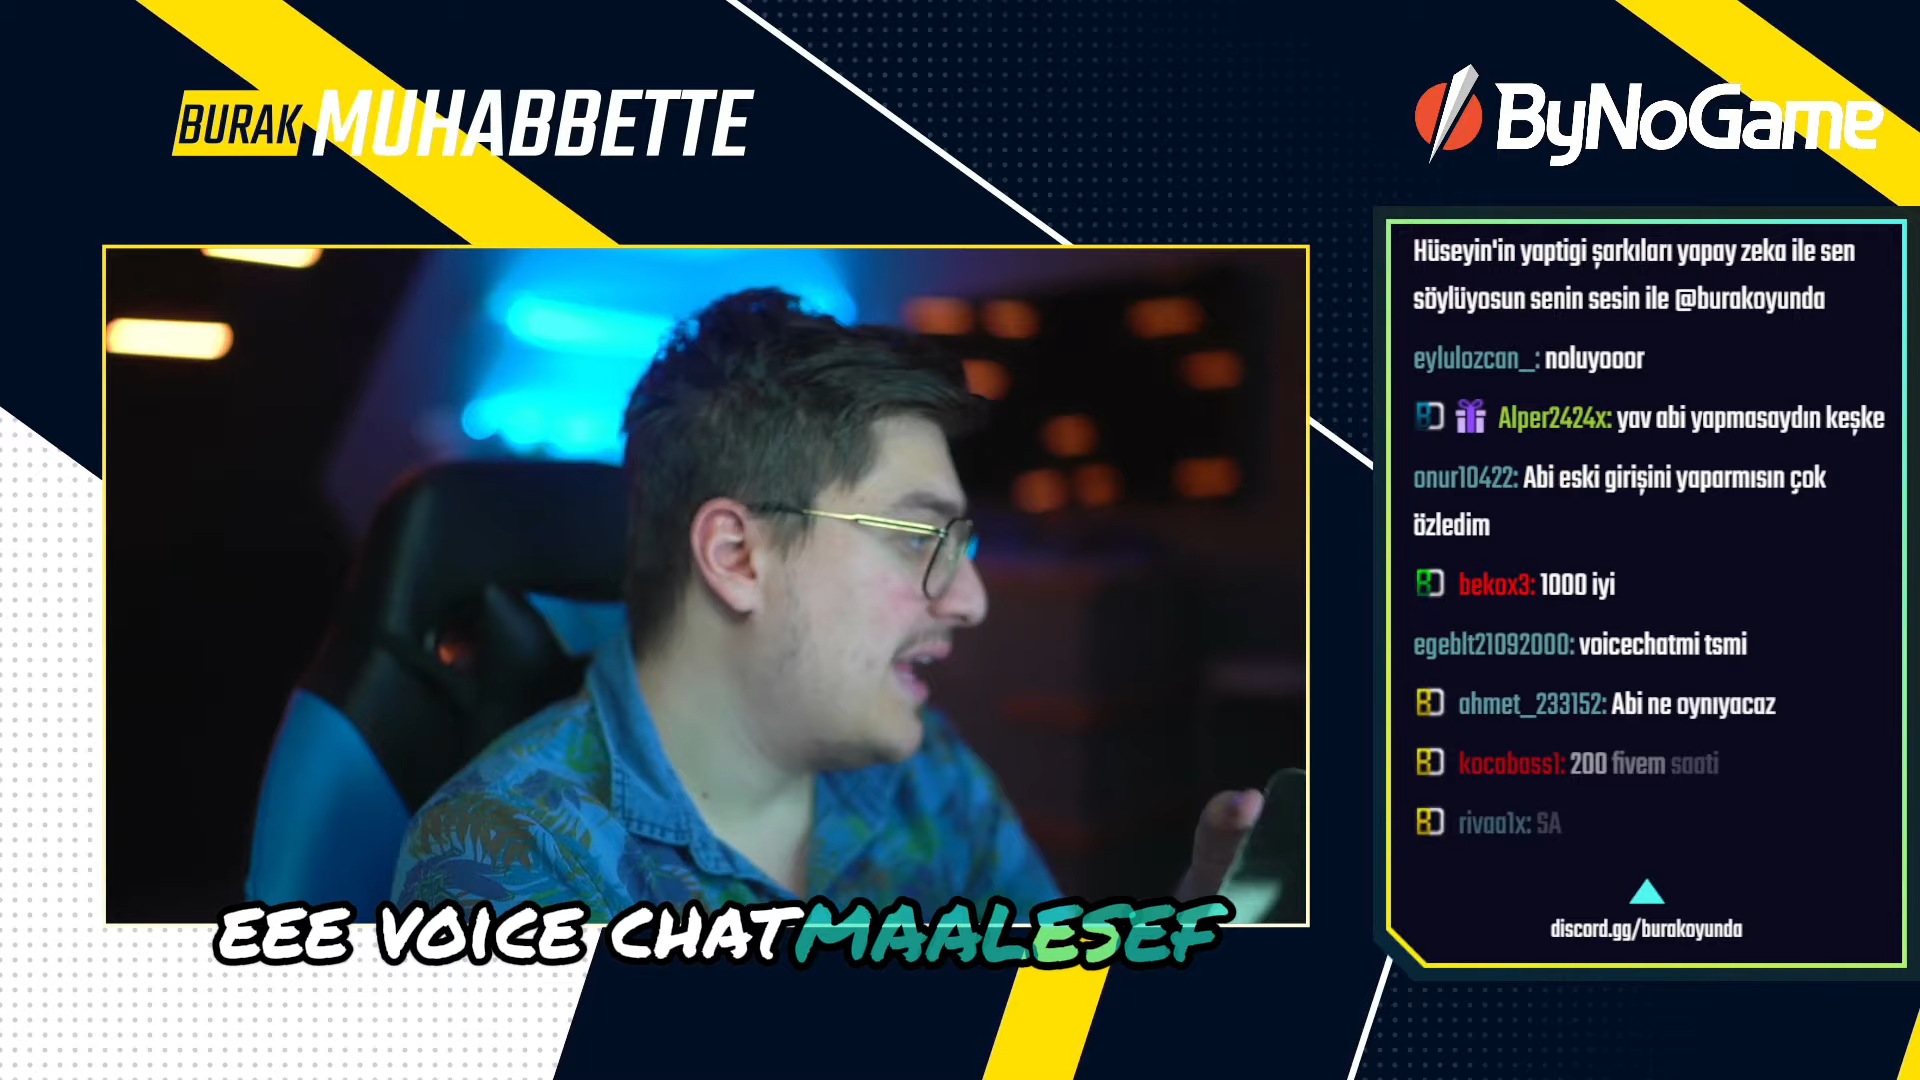 BURAK MUHABBETTE
ByNoGame
Hüseyin'in yaptigi şarkıları yapay zeka ile sen
söylüyosun senin sesin ile @burakoyunda
eylulozcan_: noluyooor
Alper2424x: yav abi yapmasaydın keşke
onur10422: Abi eski girişini yaparmısın çok
özledim
bekox3: 1000 iyi
egeblt21092000: voicechatmi tsmi
ahmet_233152: Abi ne oynıyacaz
kocabass1: 200 fivem saati
rivaa1x: SA
discord.gg/burakoyunda
EEE VOICE CHAT MAALESEF